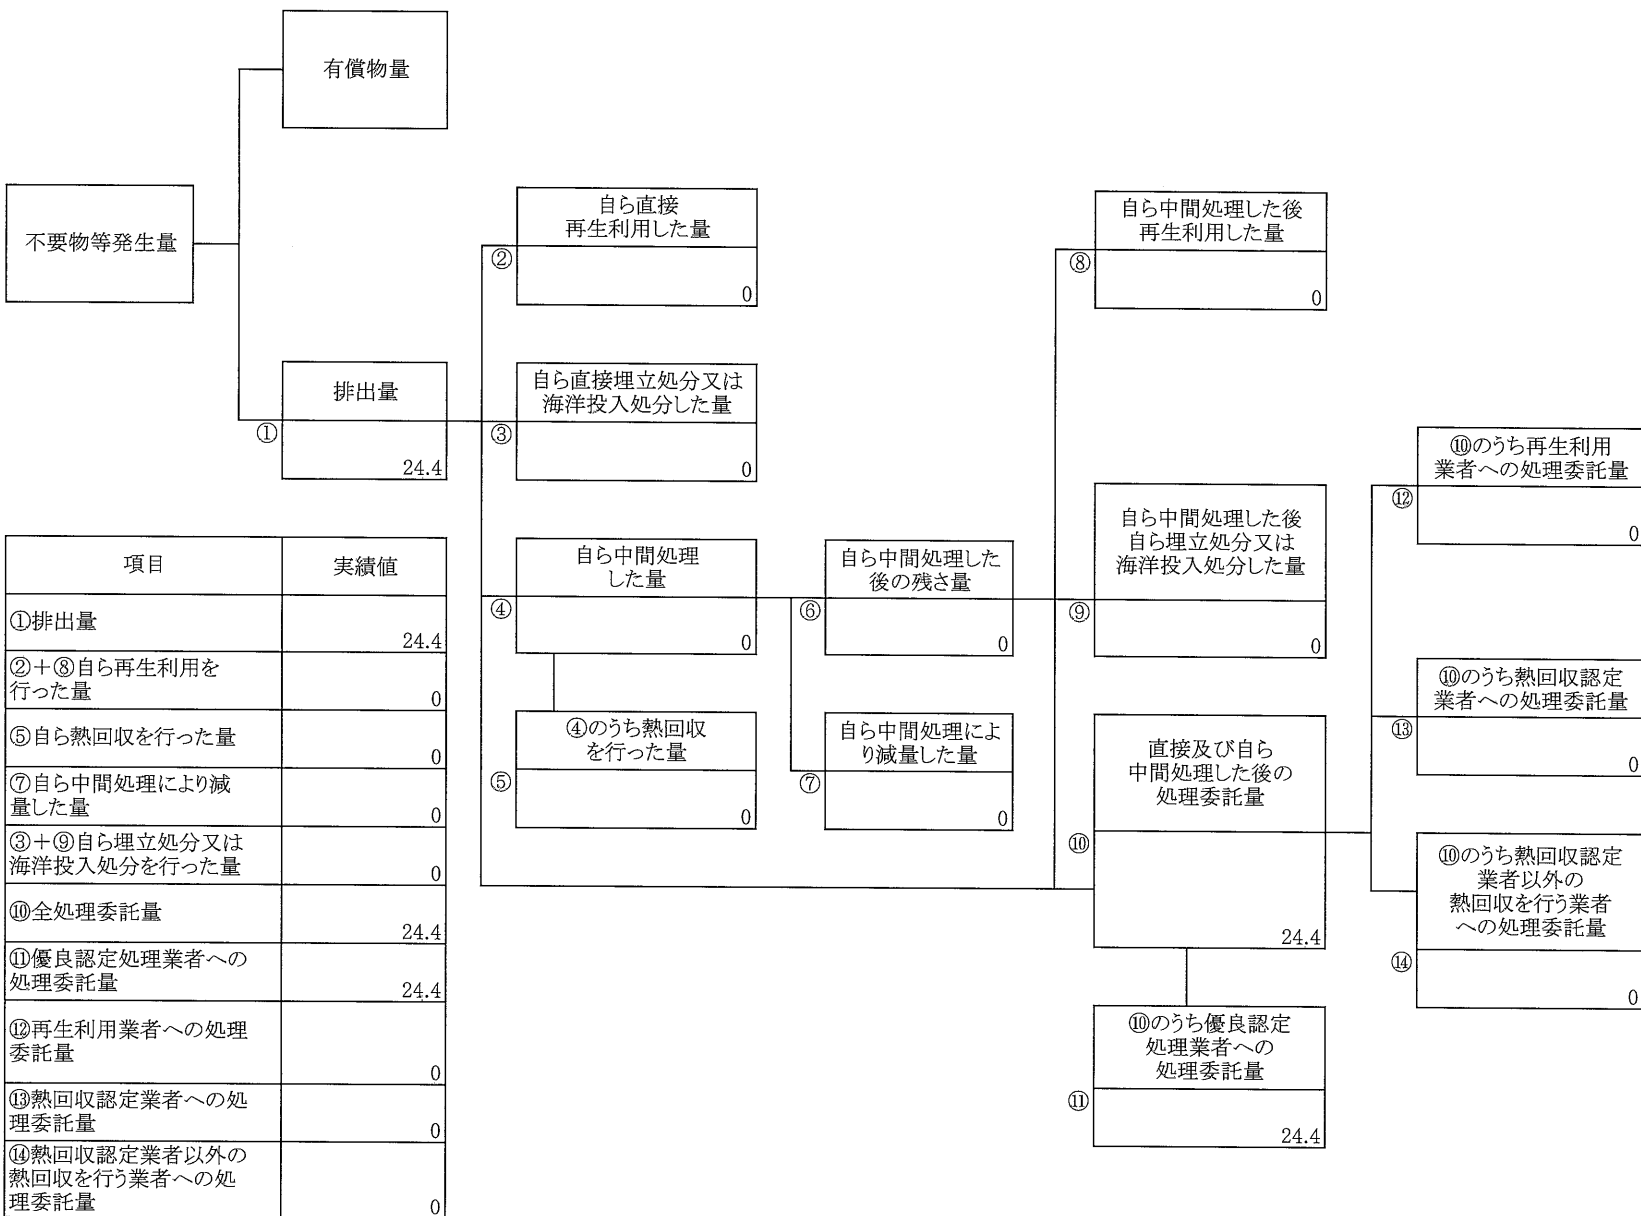 有償物量
不要物等発生量
自ら直接
再生利用した量
②
0
自ら中間処理した後
再生利用した量
⑧
0
排出量
①
24.4
自ら直接埋立処分又は
海洋投入処分した量
③
0
⑩のうち再生利用
業者への処理委託量
⑫
0
自ら中間処理
した量
④
0
自ら中間処理した
後の残さ量
⑥
0
自ら中間処理した後
自ら埋立処分又は
海洋投入処分した量
⑨
0
⑩のうち熱回収認定
業者への処理委託量
⑬
0
④のうち熱回収
を行った量
⑤
0
自ら中間処理によ
り減量した量
⑦
0
直接及び自ら
中間処理した後の
処理委託量
⑩
24.4
⑩のうち熱回収認定
業者以外の
熱回収を行う業者
への処理委託量
⑭
0
⑩のうち優良認定
処理業者への
処理委託量
⑪
24.4
項目 実績値
①排出量
24.4
②+⑧自ら再生利用を
行った量
0
⑤自ら熱回収を行った量
0
⑦自ら中間処理により減
量した量
0
③+⑨自ら埋立処分又は
海洋投入処分を行った量
0
⑩全処理委託量
24.4
⑪優良認定処理業者への
処理委託量
24.4
⑫再生利用業者への処理
委託量
0
⑬熱回収認定業者への処
理委託量
0
⑭熱回収認定業者以外の
熱回収を行う業者への処
理委託量
0